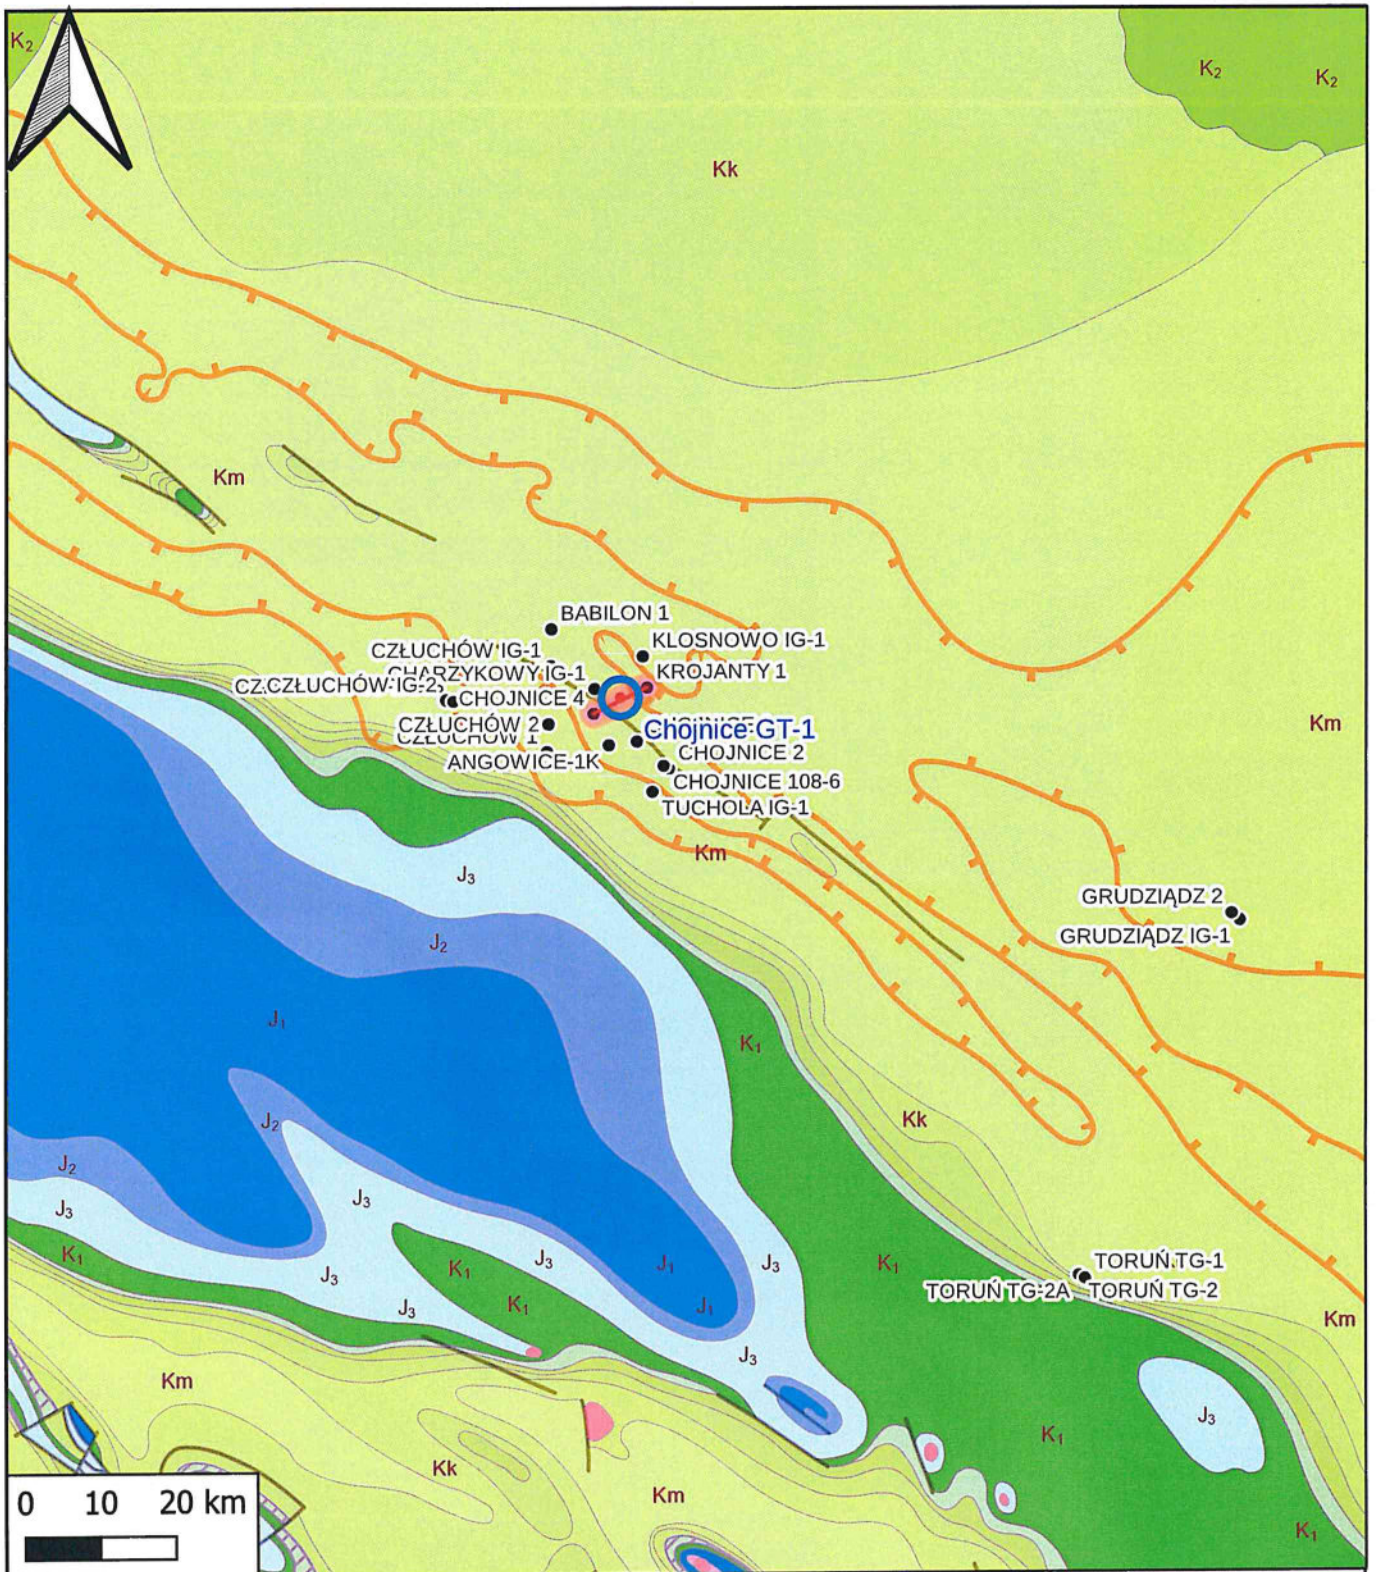 K₂
K₂
K₂
Kk
Km
BABILON 1
KLOSNOWO IG-1
CZŁUCHÓW IG-1
CHARZYKOWY IG-1
KROJANTY 1
CZŁUCHÓW IG-2
CHOJNICE 4
CZŁUCHÓW 2
CZŁUCHÓW 1
Chojnice GT-1
Km
CHOJNICE 2
ANGOWICE-1K
CHOJNICE 108-6
TUCHOLA IG-1
Km
J₃
GRUDZIĄDZ 2
GRUDZIĄDZ IG-1
J₂
J₁
K₁
Kk
J₂
J₂
J₃
J₃
K₁
J₃
K₁
J₃
J₁
J₃
K₁
TORUŃ TG-1
TORUŃ TG-2A
TORUŃ TG-2
J₃
K₁
J₁
Km
J₃
Km
J₃
K₁
Kk
Km
K₁
0 10 20 km